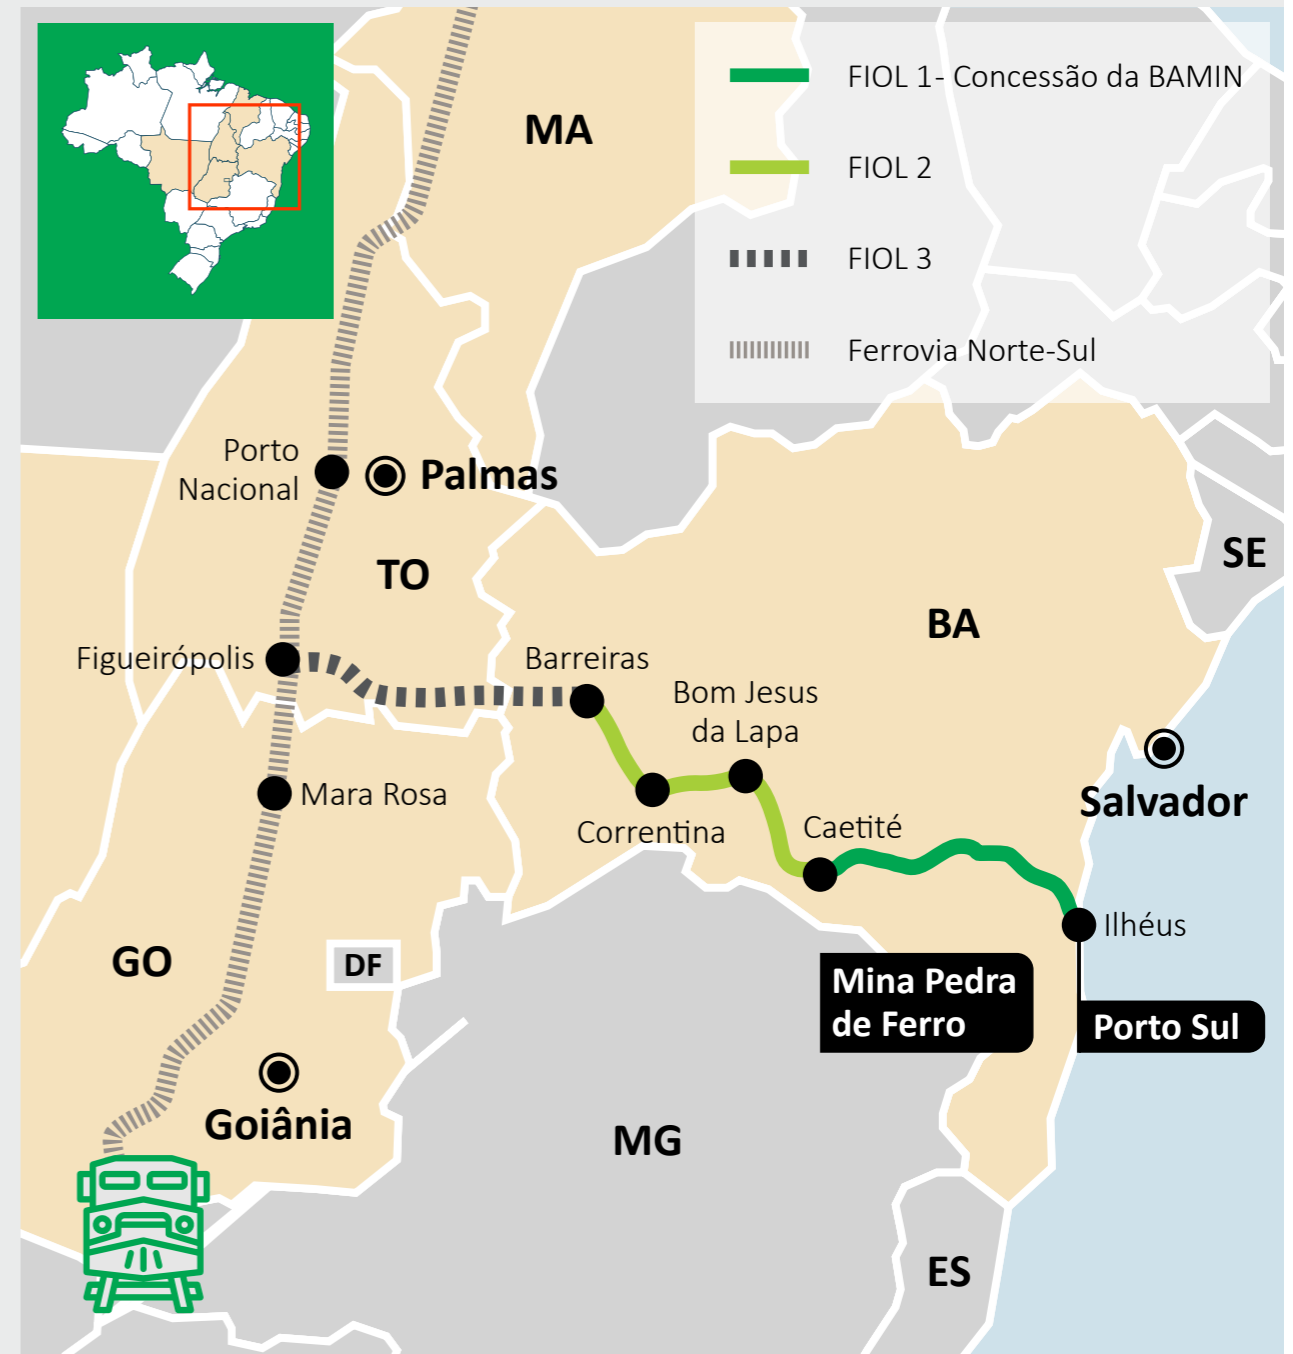 FIOL 1- Concessão da BAMIN
FIOL 2
FIOL 3
Ferrovia Norte-Sul
MA
Porto
Nacional
Palmas
TO
SE
BA
Figueirópolis
Barreiras
Bom Jesus
da Lapa
Mara Rosa
Correntina
Caetité
Salvador
Ilhéus
GO
DF
Mina Pedra
de Ferro
Porto Sul
Goiânia
MG
ES